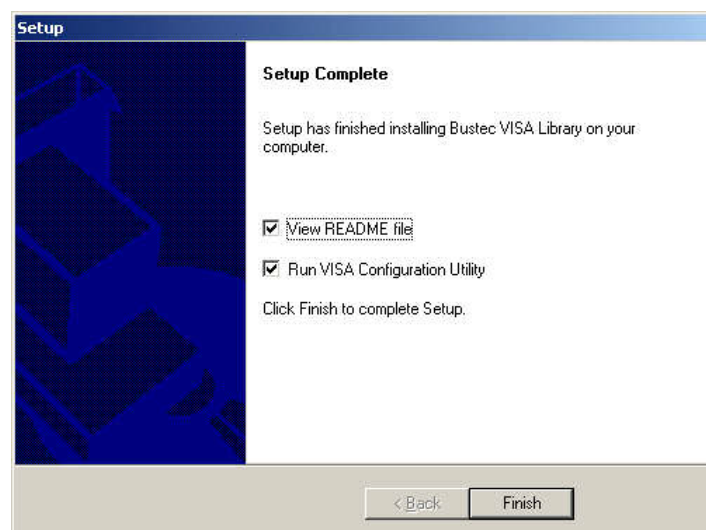 Setup
Setup Complete
Setup has finished installing Bustec VISA Library on your
computer.
View README file
Run VISA Configuration Utility
Click Finish to complete Setup.
< Back
Finish